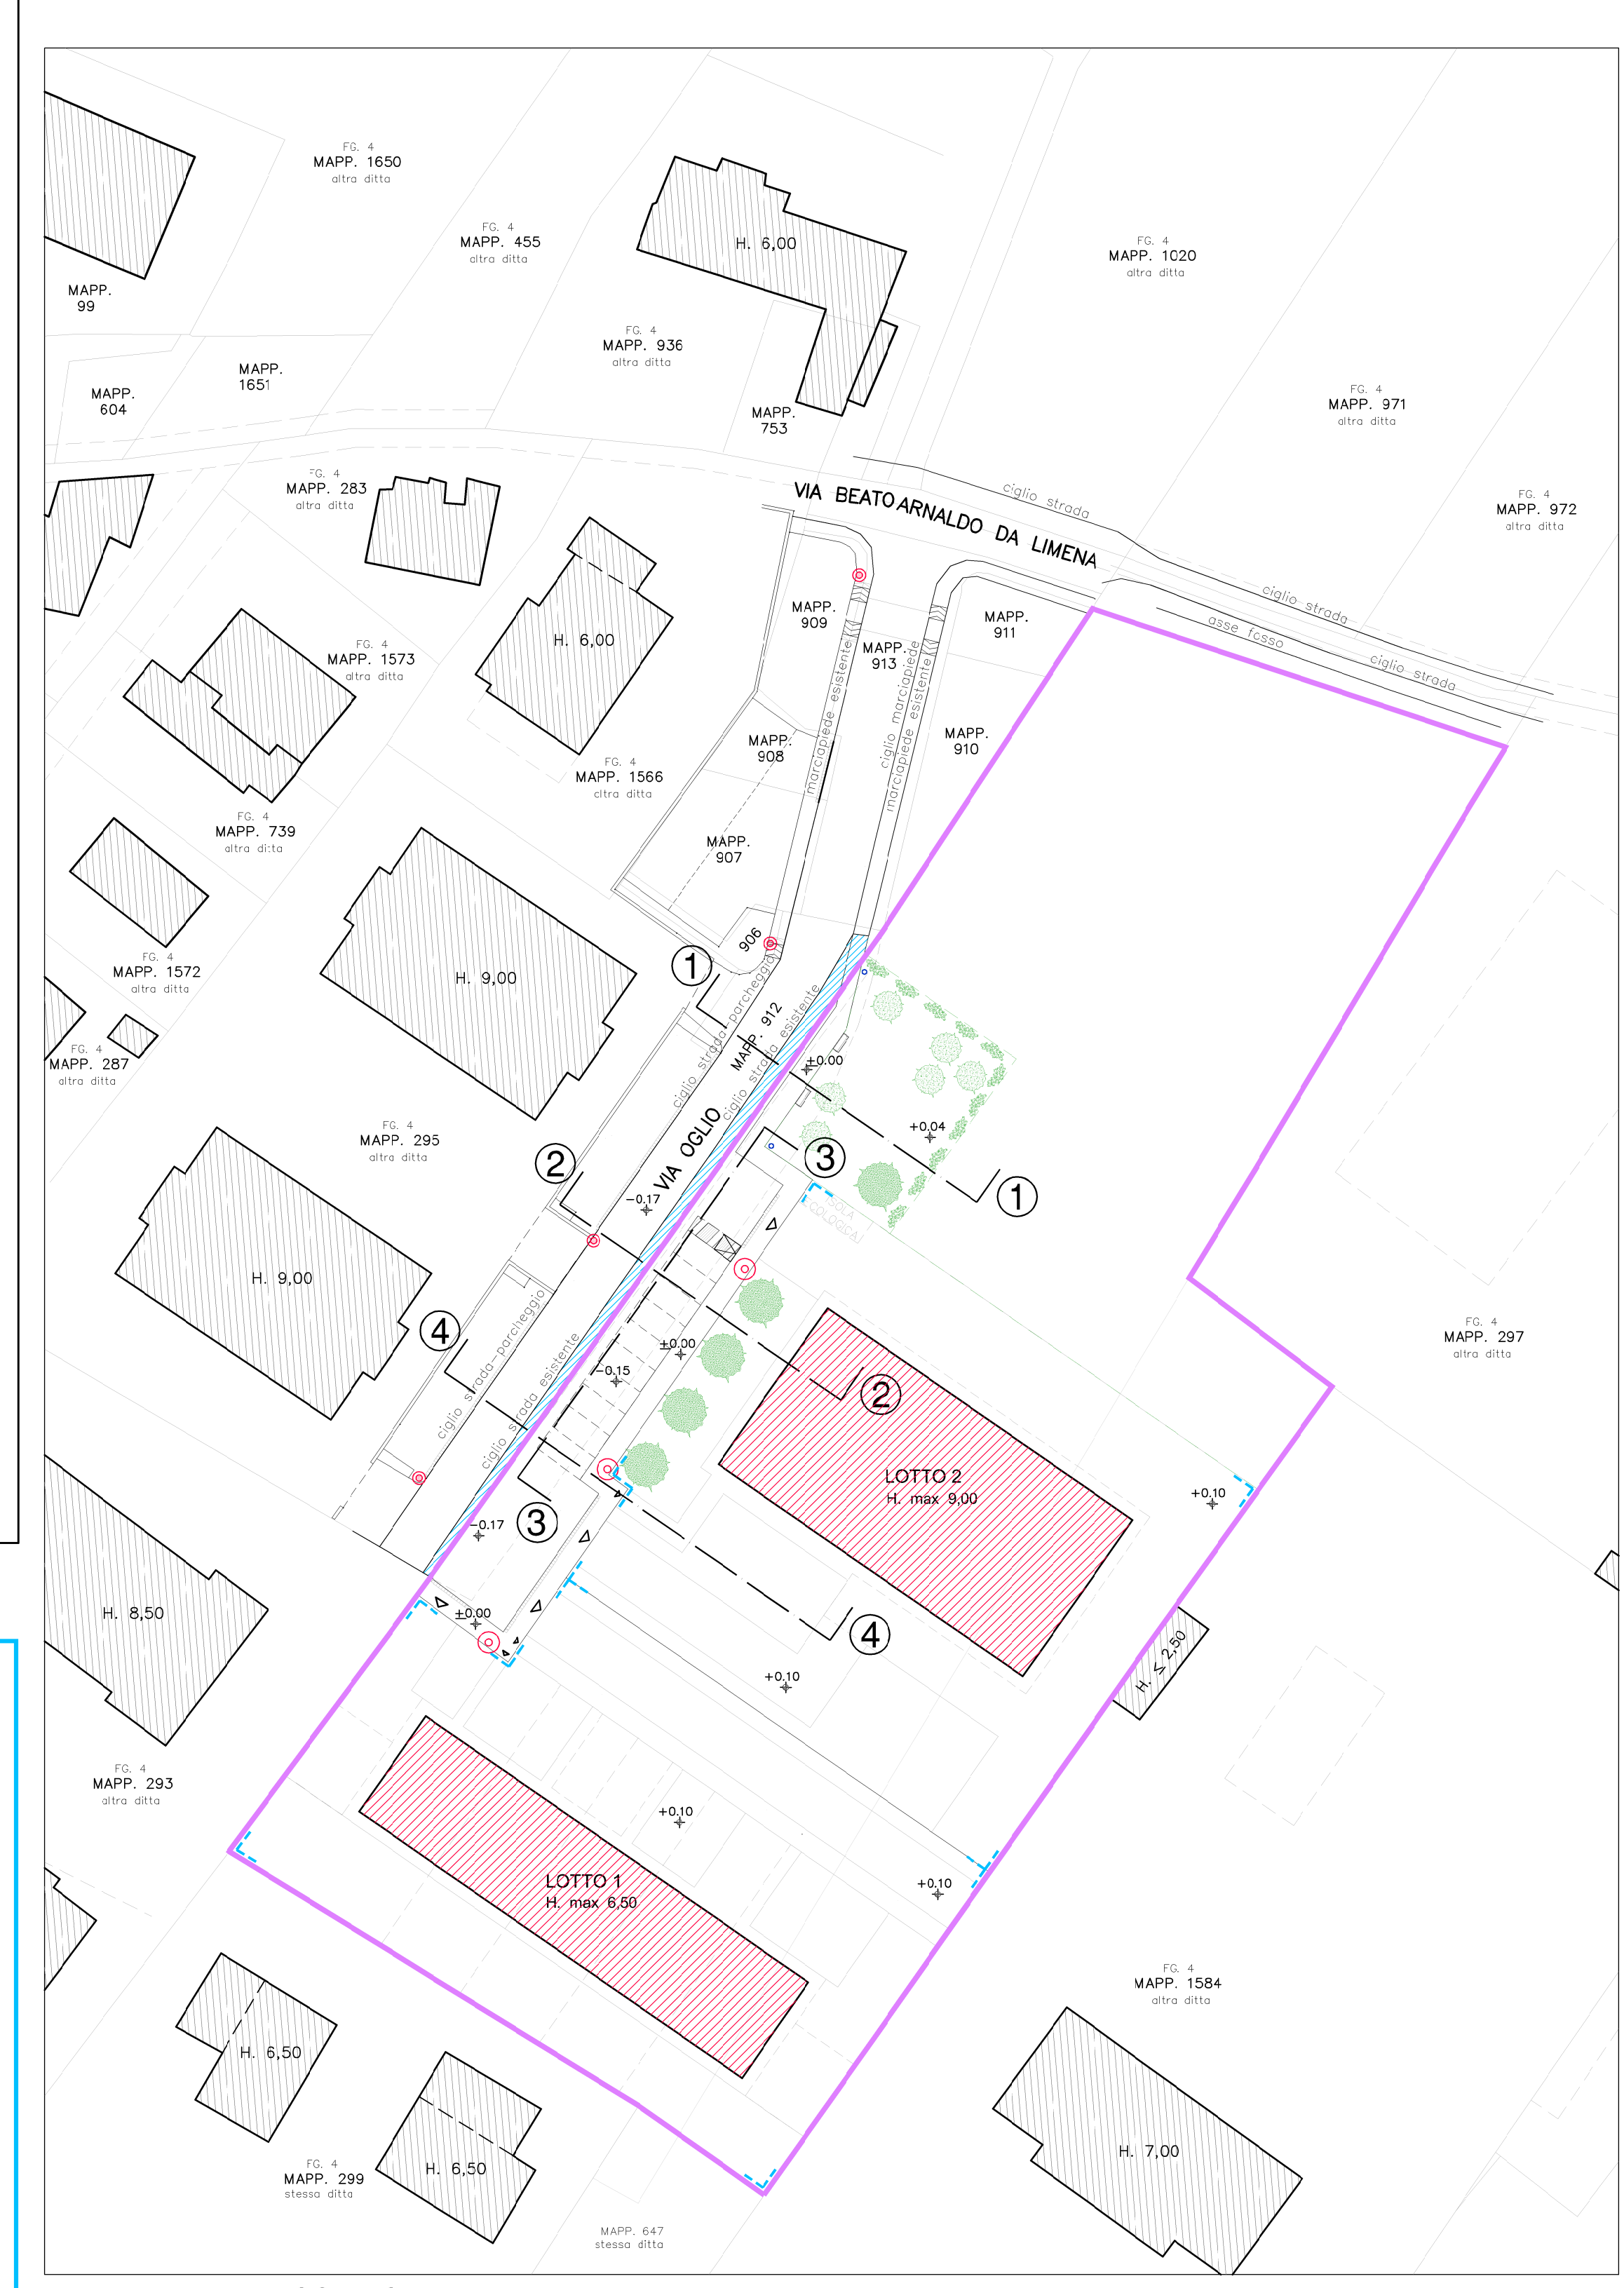 FG. 4
MAPP. 1650
altra ditta
FG. 4
MAPP. 455
altra ditta
H. 6,00
FG. 4
MAPP. 1020
altra ditta
MAPP.
99
FG. 4
MAPP. 936
altra ditta
MAPP.
1651
MAPP.
604
FG. 4
MAPP. 971
altra ditta
MAPP.
753
FG. 4
MAPP. 283
altra ditta
VIA BEATO ARNALDO DA LIMENA
ciglio strada
FG. 4
MAPP. 972
altra ditta
ciglio strada
asse fosso
ciglio strada
MAPP.
909
MAPP.
911
H. 6,00
MAPP.
913
FG. 4
MAPP. 1573
altra ditta
marciapiede esistente
ciglio marciapiede
marciapiede esistente
MAPP.
908
MAPP.
910
FG. 4
MAPP. 1566
altra ditta
FG. 4
MAPP. 739
altra ditta
MAPP.
907
906
FG. 4
MAPP. 1572
altra ditta
H. 9,00
1
ciglio strada-parcheggio
MAPP. 912
ciglio strada esistente
±0.00
FG. 4
MAPP. 287
altra ditta
+0.04
FG. 4
MAPP. 295
altra ditta
VIA OGLIO
2
3
1
-0.17
H. 9,00
4
ciglio strada-parcheggio
ciglio strada esistente
±0.00
-0.15
FG. 4
MAPP. 297
altra ditta
2
LOTTO 2
H. max 9,00
+0.10
3
-0.17
H. 8,50
±0.00
4
H. ≤ 2,50
+0.10
FG. 4
MAPP. 293
altra ditta
+0.10
LOTTO 1
H. max 6,50
+0.10
FG. 4
MAPP. 1584
altra ditta
H. 6,50
H. 7,00
FG. 4
MAPP. 299
stessa ditta
H. 6,50
MAPP. 647
stessa ditta